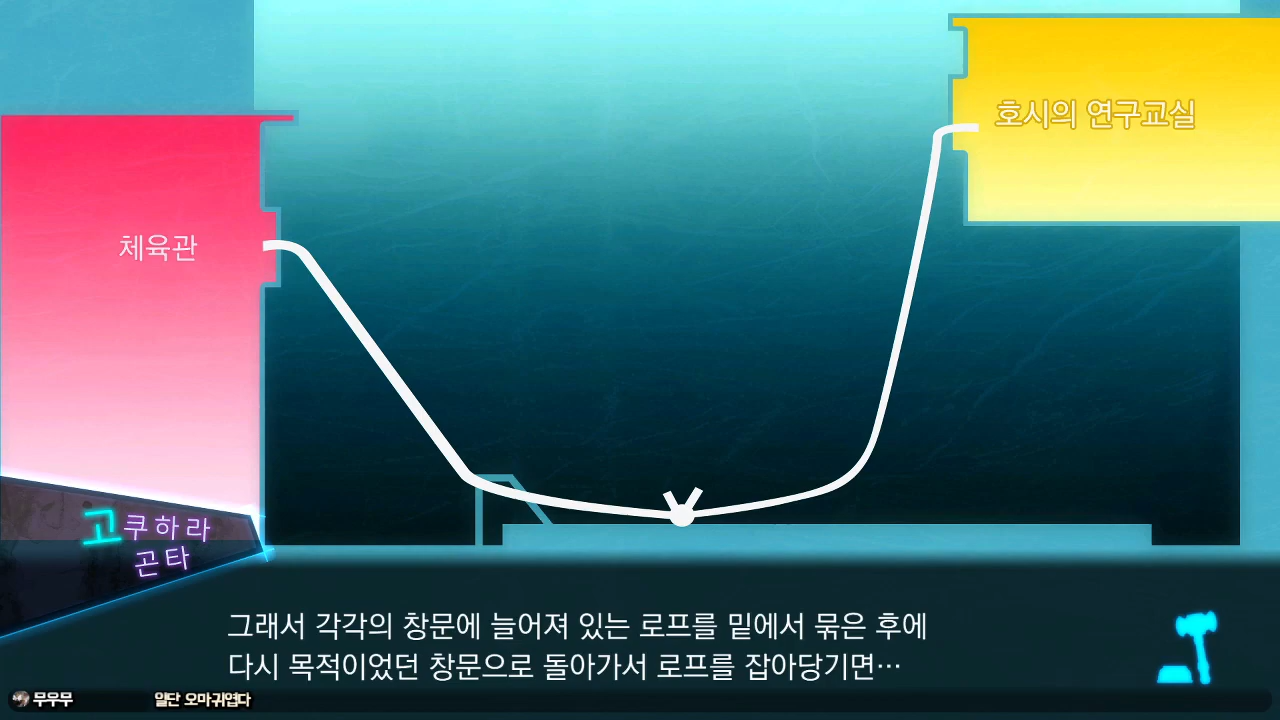 호시의 연구교실
체육관
고쿠하라
곤타
그래서 각각의 창문에 늘어져 있는 로프를 밑에서 묶은 후에
다시 목적이었던 창문으로 돌아가서 로프를 잡아당기면…
무우무 일단 오마귀엽다